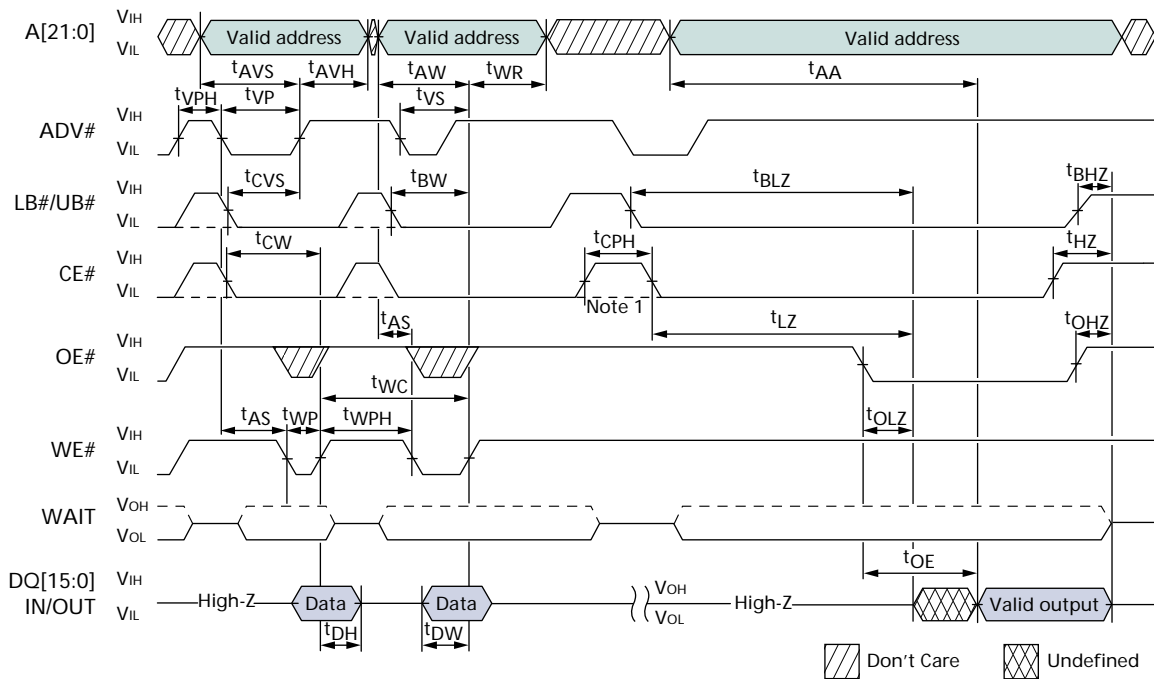 A[21:0] VIH Valid address Valid address Valid address
VIL
tAVS tAVH tAW tWR tAA
tVPH tVP tVS
ADV# VIH
VIL
tCVS tBW tBLZ tBHZ
LB#/UB# VIH
VIL
tCW tCPH tHZ
CE# VIH
VIL
Note 1
tAS tLZ tOHZ
OE# VIH
VIL
tWC
tAS tWP tWPH tOLZ
WE# VIH
VIL
WAIT VOH
VOL
tOE
DQ[15:0] IN/OUT VIH
VIL
High-Z Data Data VOH High-Z Valid output
VOL
tDH tDW
Don't Care Undefined